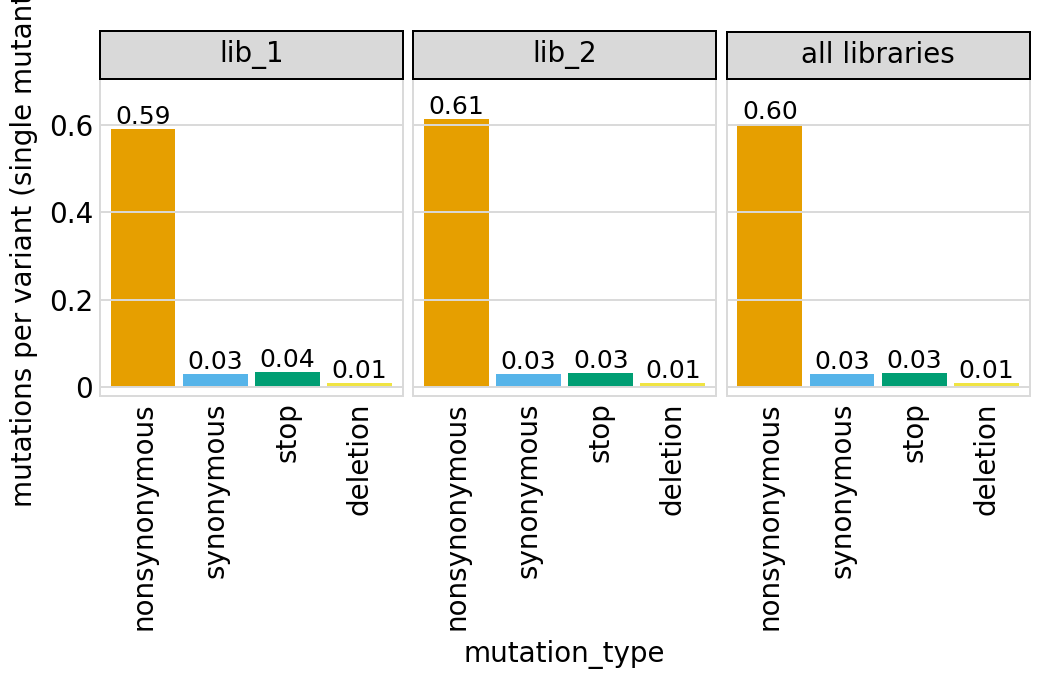 lib_1
lib_2
all libraries
mutations per variant (single mutant
0.6
0.4
0.2
0
0.59
0.03
0.04
0.01
0.61
0.03
0.03
0.01
0.60
0.03
0.03
0.01
nonsynonymous
synonymous
stop
deletion
nonsynonymous
synonymous
stop
deletion
nonsynonymous
synonymous
stop
deletion
mutation_type